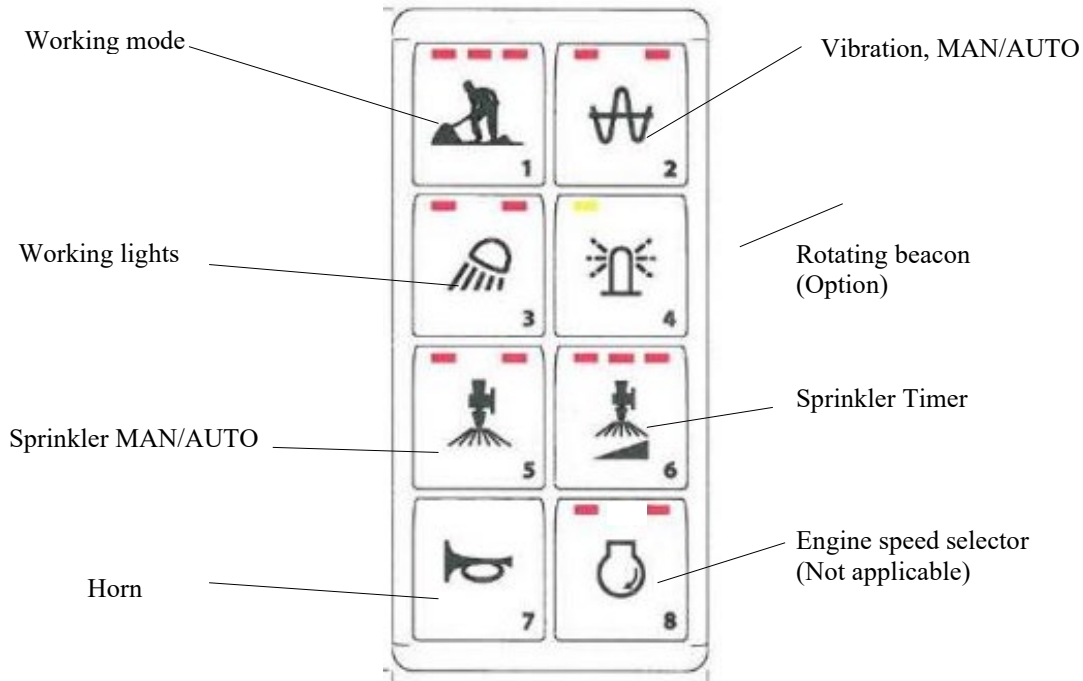 Working mode
Vibration, MAN/AUTO
1
2
Working lights
Rotating beacon
(Option)
3
4
Sprinkler MAN/AUTO
Sprinkler Timer
5
6
Horn
Engine speed selector
(Not applicable)
7
8